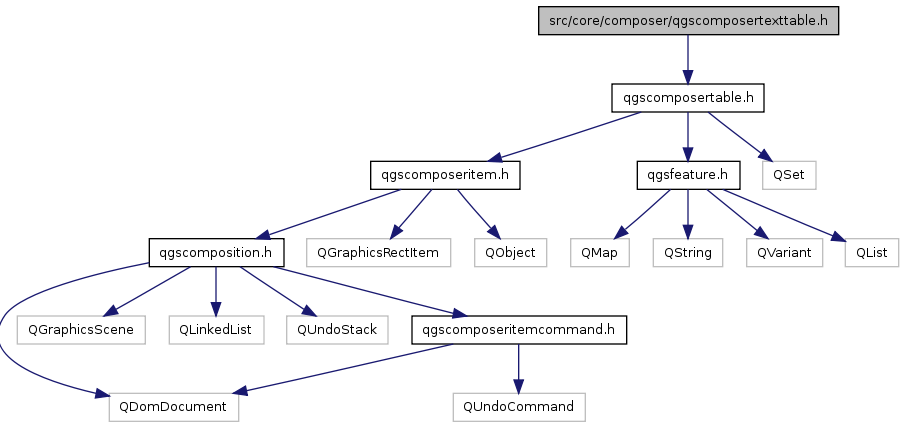 src/core/composer/qgscomposertexttable.h
qgscomposertable.h
qgscomposeritem.h
qgsfeature.h
QSet
qgscomposition.h
QGraphicsRectItem
QObject
QMap
QString
QVariant
QList
QGraphicsScene
QLinkedList
QUndoStack
qgscomposeritemcommand.h
QDomDocument
QUndoCommand